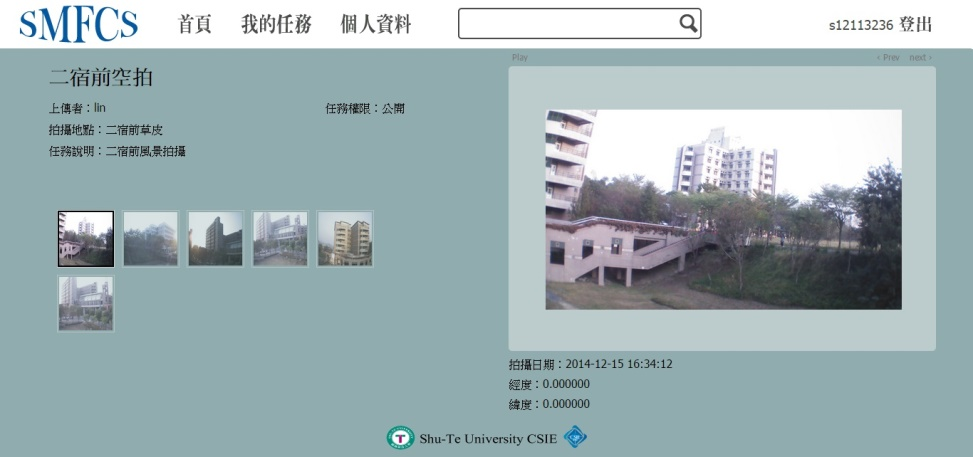 SMFCS 首頁 我的任務 個人資料 s12113236 登出
二宿前空拍
上傳者：lin 任務權限：公開
拍攝地點：二宿前草皮
任務說明：二宿前風景拍攝
Play ‹ Prev next ›
拍攝日期：2014-12-15 16:34:12
經度：0.000000
緯度：0.000000
Shu-Te University CSIE